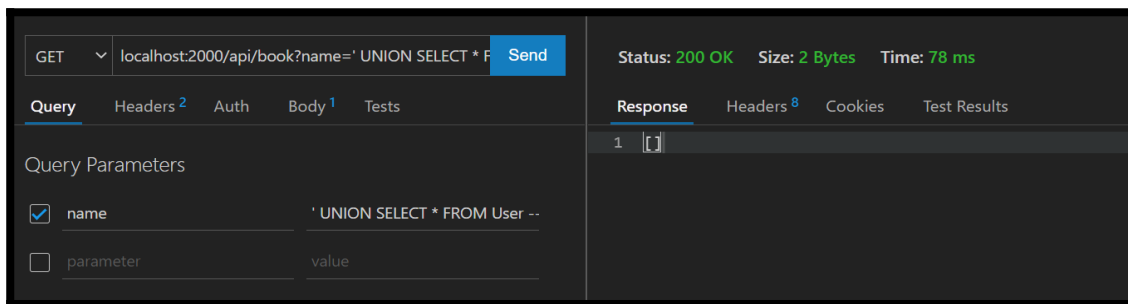 GET localhost:2000/api/book?name=' UNION SELECT * F Send
Query Headers 2 Auth Body 1 Tests
Query Parameters
name ' UNION SELECT * FROM User --
parameter value
Status: 200 OK Size: 2 Bytes Time: 78 ms
Response Headers 8 Cookies Test Results
1 []